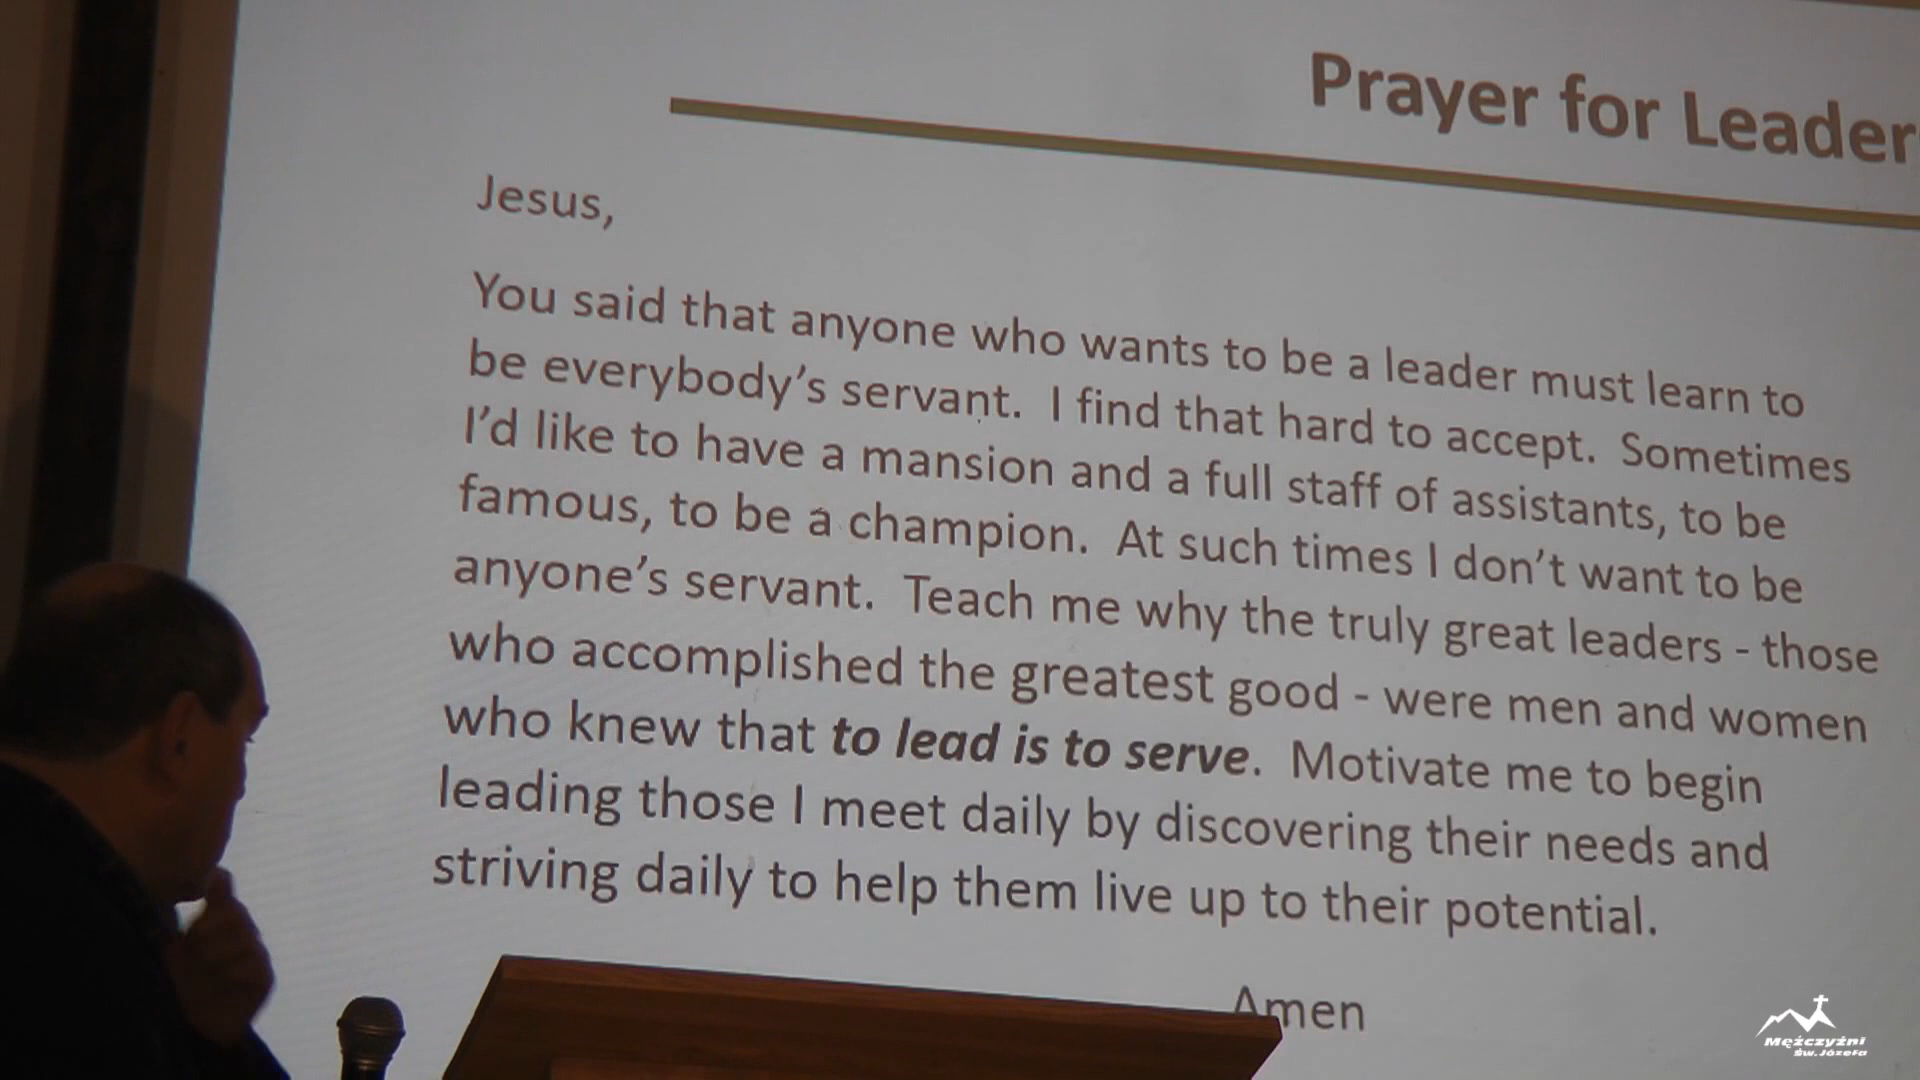 Prayer for Leader
Jesus,
You said that anyone who wants to be a leader must learn to
be everybody’s servant.  I find that hard to accept.  Sometimes
I’d like to have a mansion and a full staff of assistants, to be
famous, to be a champion.  At such times I don’t want to be
anyone’s servant.  Teach me why the truly great leaders - those
who accomplished the greatest good - were men and women
who knew that to lead is to serve.  Motivate me to begin
leading those I meet daily by discovering their needs and
striving daily to help them live up to their potential.
Amen
Mężczyźni
Św. Józefa